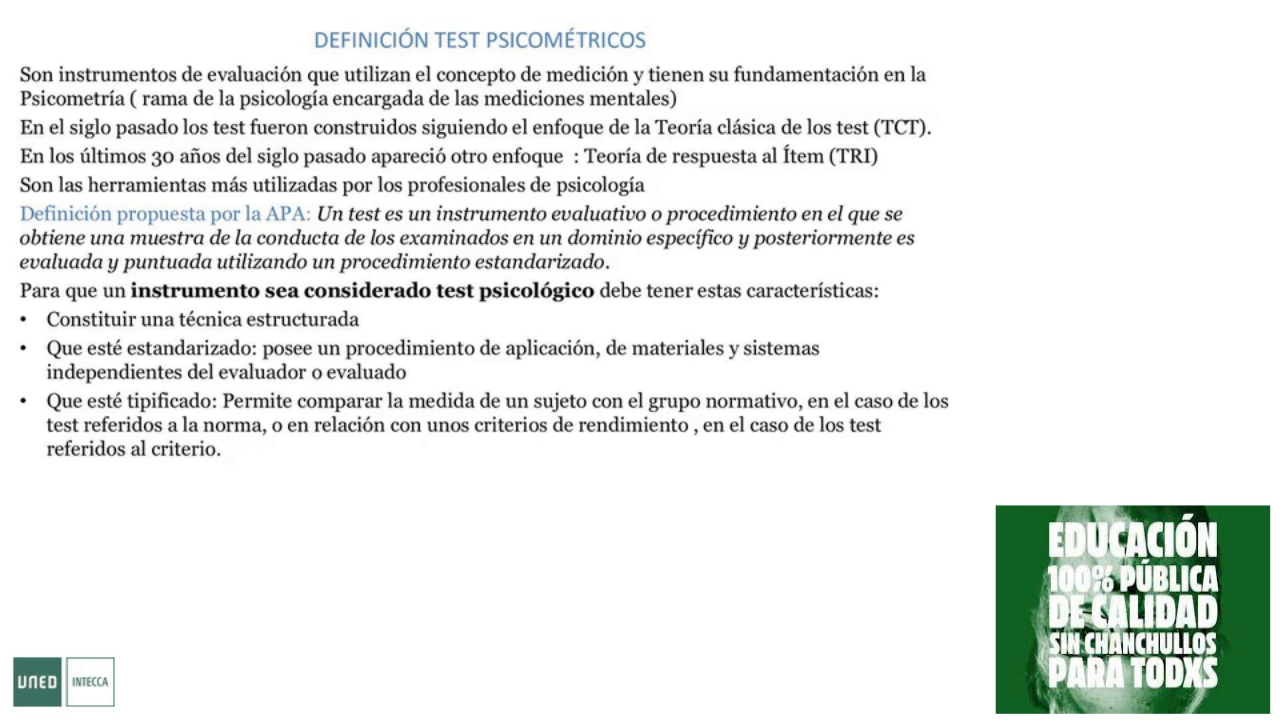 DEFINICIÓN TEST PSICOMÉTRICOS
Son instrumentos de evaluación que utilizan el concepto de medición y tienen su fundamentación en la
Psicometría ( rama de la psicología encargada de las mediciones mentales)
En el siglo pasado los test fueron construidos siguiendo el enfoque de la Teoría clásica de los test (TCT).
En los últimos 30 años del siglo pasado apareció otro enfoque : Teoría de respuesta al Ítem (TRI)
Son las herramientas más utilizadas por los profesionales de psicología
Definición propuesta por la APA: Un test es un instrumento evaluativo o procedimiento en el que se
obtiene una muestra de la conducta de los examinados en un dominio específico y posteriormente es
evaluada y puntuada utilizando un procedimiento estandarizado.
Para que un instrumento sea considerado test psicológico debe tener estas características:
• Constituir una técnica estructurada
• Que esté estandarizado: posee un procedimiento de aplicación, de materiales y sistemas
independientes del evaluador o evaluado
• Que esté tipificado: Permite comparar la medida de un sujeto con el grupo normativo, en el caso de los
test referidos a la norma, o en relación con unos criterios de rendimiento , en el caso de los test
referidos al criterio.
EDUCACIÓN
100% PÚBLICA
DE CALIDAD
SIN CHANCHULLOS
PARA TODXS
UNED INTECCA